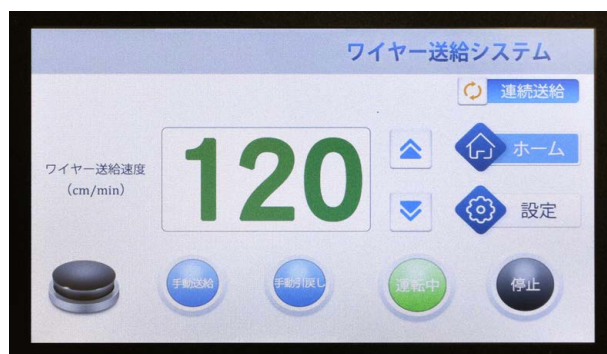 ワイヤー送給システム
連続送給
ワイヤー送給速度
(cm/min)
120
ホーム
設定
手動送給
手動引戻し
運転中
停止